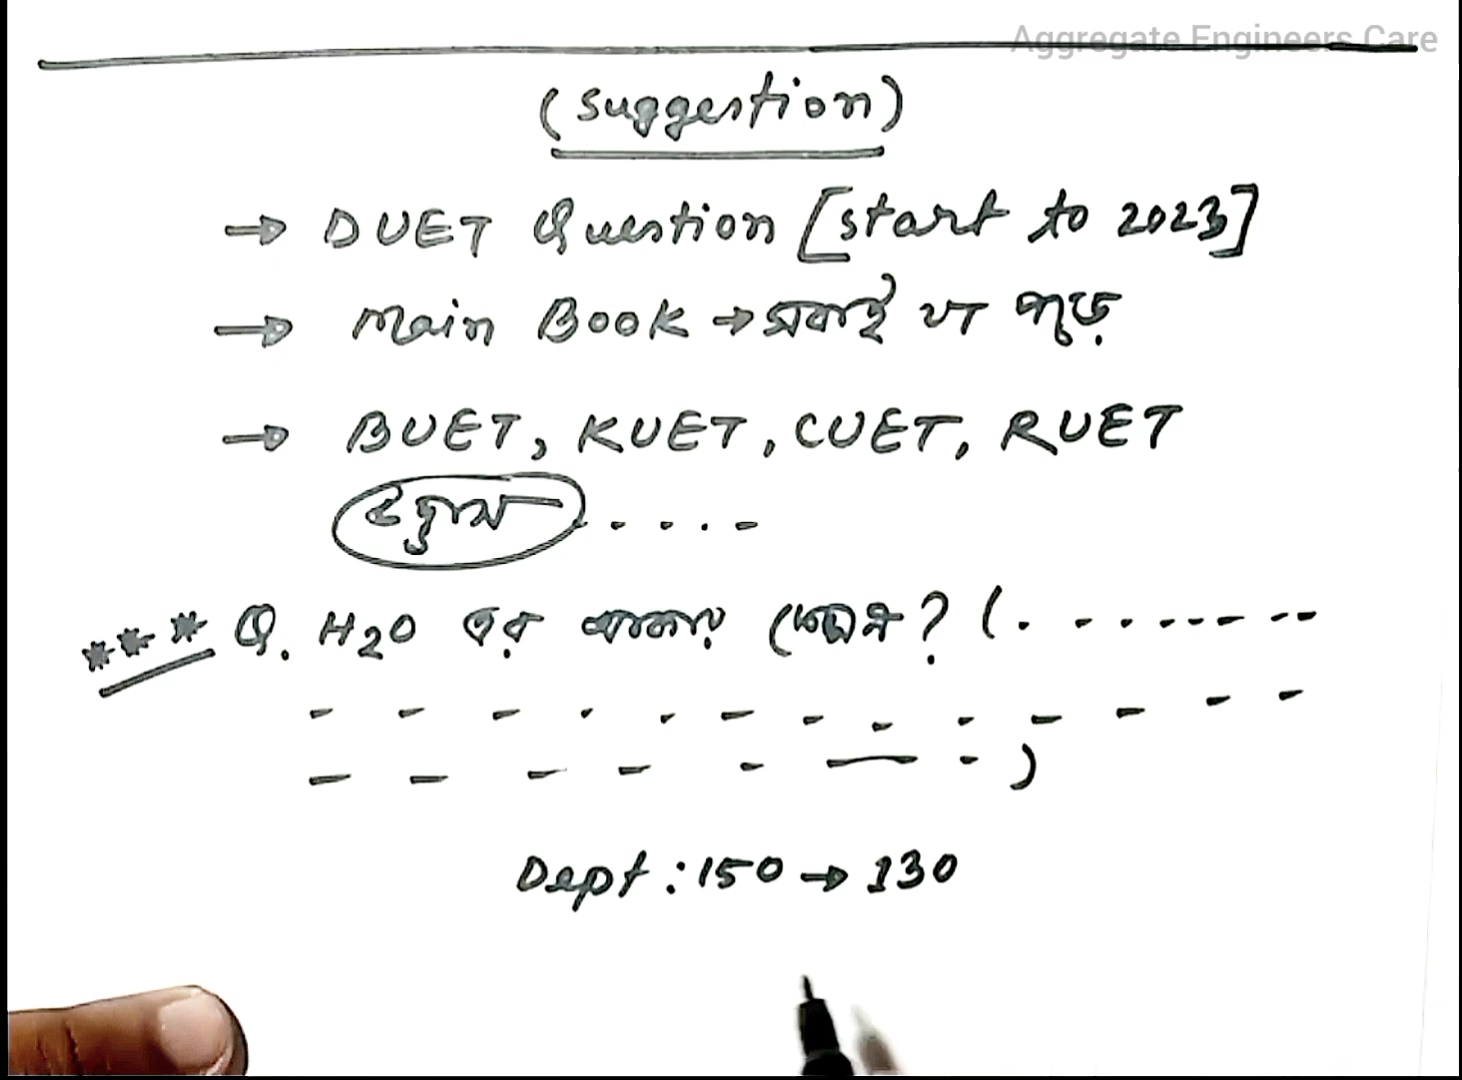 Aggregate Engineers Care
(suggestion)
→ DUET Question [start to 2023]
→ Main Book → সবাই যা পড়ে
→ BUET, KUET, CUET, RUET
.....
*** Q. H2O এর আকার কেমন? (.........
- - - - - - - - - - - - -
- - - - - — -)
Dept : 150 → 130